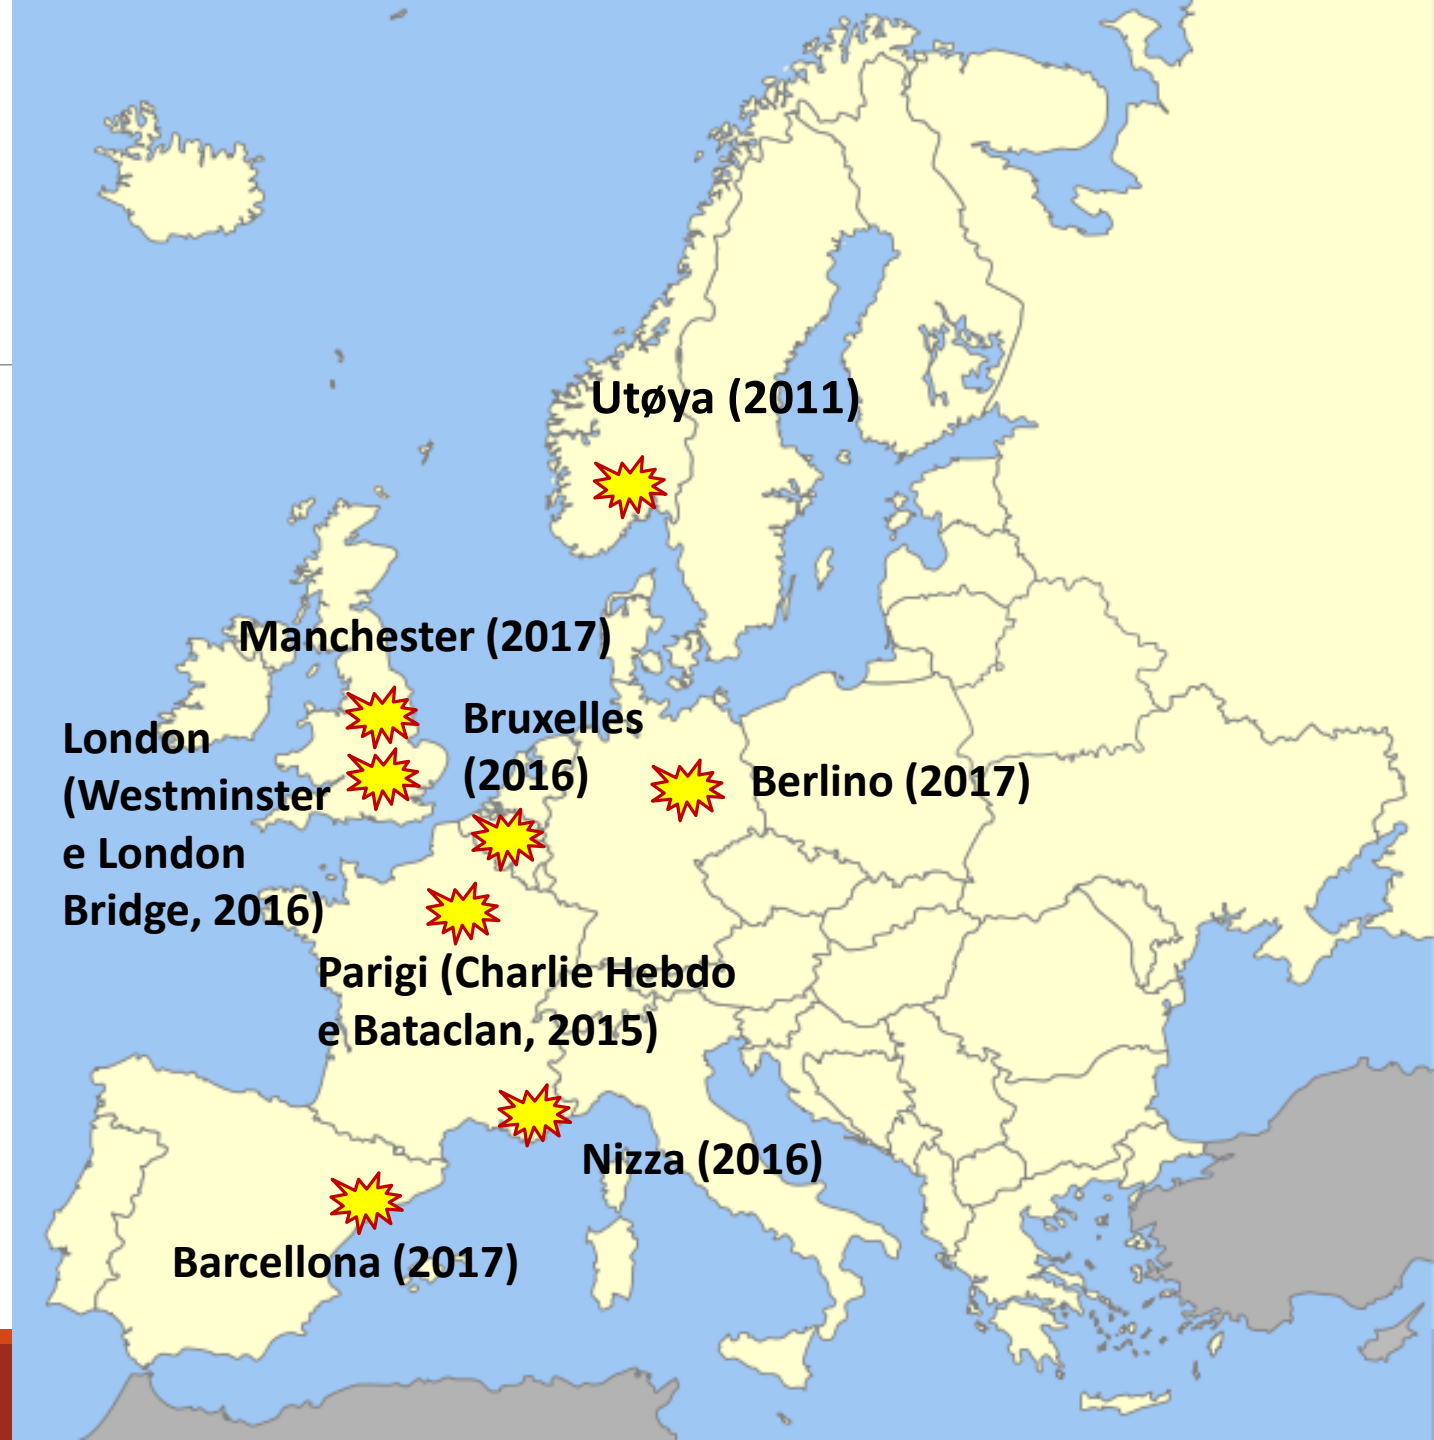 Utøya (2011)
Manchester (2017)
London
(Westminster
e London
Bridge, 2016)
Bruxelles
(2016)
Berlino (2017)
Parigi (Charlie Hebdo
e Bataclan, 2015)
Nizza (2016)
Barcellona (2017)